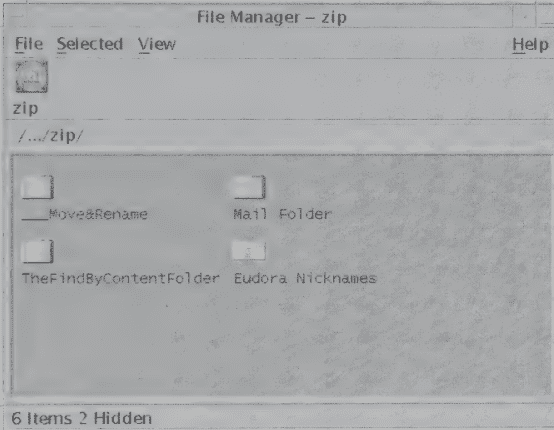 File Manager – zip
File Selected View Help
zip
/.../zip/
___Move&Rename Mail Folder
TheFindByContentFolder Eudora Nicknames
6 Items 2 Hidden